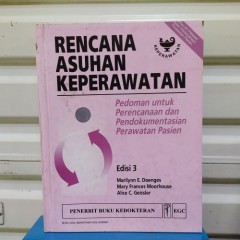 RENCANA
ASUHAN
KEPERAWATAN
KEPERAWATAN
Pedoman untuk
Perencanaan dan
Pendokumentasian
Perawatan Pasien
Edisi 3
Marilynn E. Doenges
Mary Frances Moorhouse
Alice C. Geissler
PENERBIT BUKU KEDOKTERAN
EGC